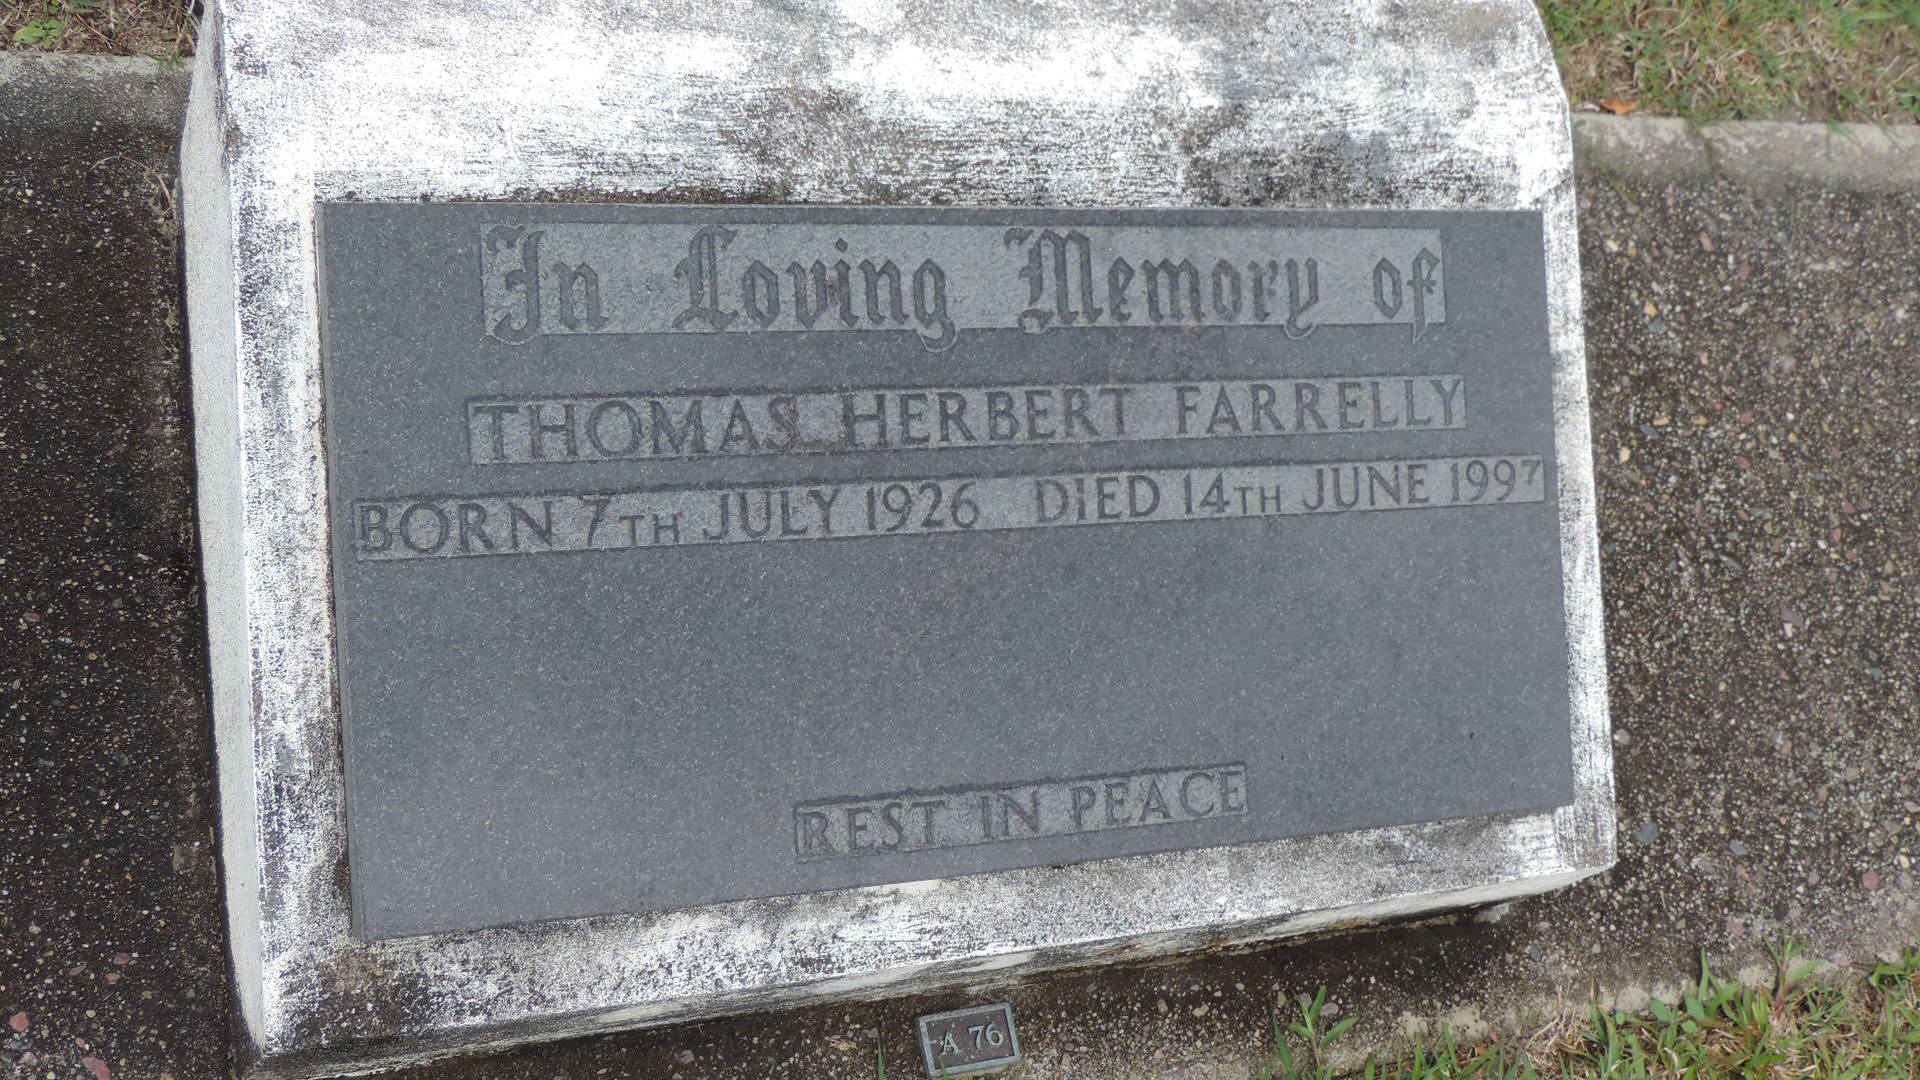 In Loving Memory of
THOMAS HERBERT FARRELLY
BORN 7TH JULY 1926 DIED 14TH JUNE 1997
REST IN PEACE
A 76